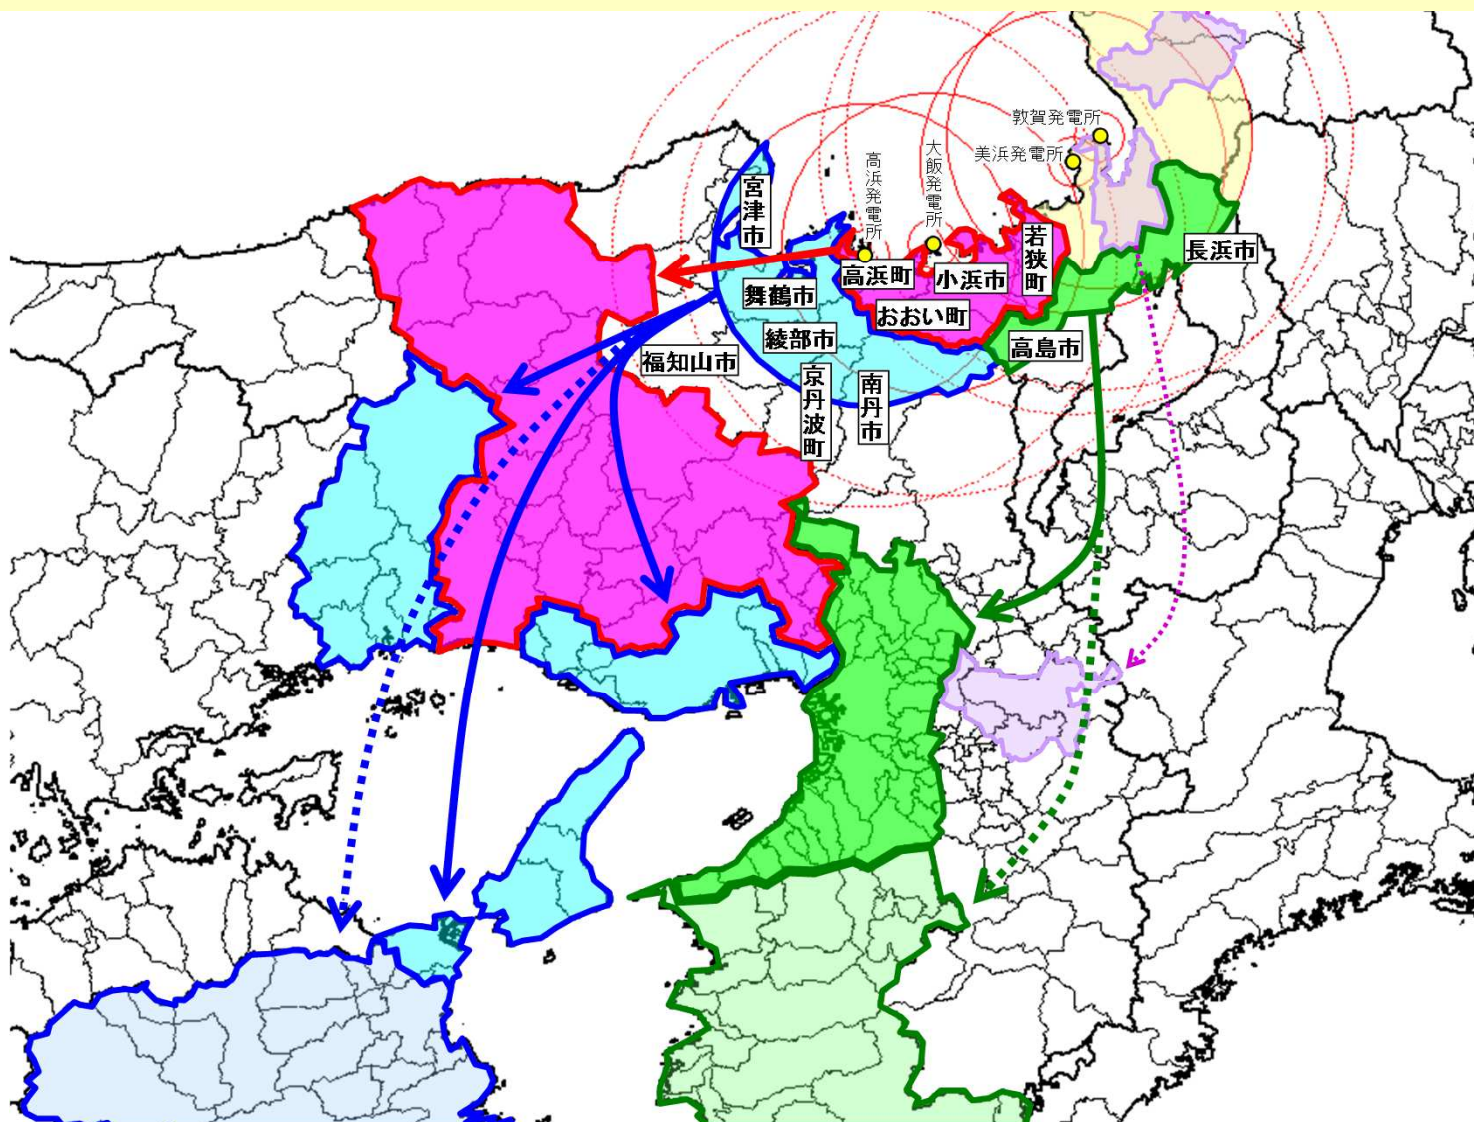 敦賀発電所
美浜発電所
大飯発電所
高浜発電所
宮津市
若狭町
長浜市
高浜町
小浜市
舞鶴市
おおい町
綾部市
高島市
福知山市
京丹波町
南丹市